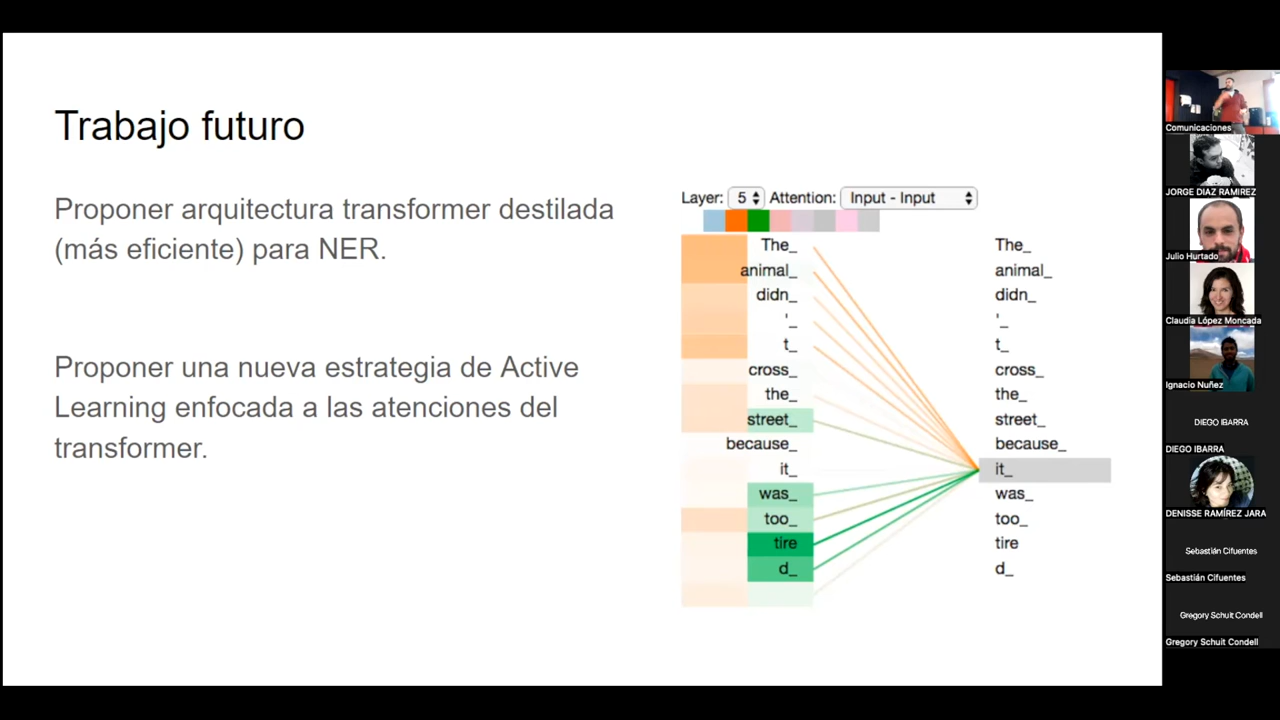 Trabajo futuro
Proponer arquitectura transformer destilada
(más eficiente) para NER.
Proponer una nueva estrategia de Active
Learning enfocada a las atenciones del
transformer.
Layer: 5 Attention: Input - Input
The_ The_
animal_ animal_
didn_ didn_
'_ '_
t_ t_
cross_ cross_
the_ the_
street_ street_
because_ because_
it_ it_
was_ was_
too_ too_
tire tire
d_ d_
Comunicaciones
JORGE DIAZ RAMIREZ
Julio Hurtado
Claudia López Moncada
Ignacio Nuñez
DIEGO IBARRA
DIEGO IBARRA
DENISSE RAMÍREZ JARA
Sebastián Cifuentes
Sebastián Cifuentes
Gregory Schuit Condell
Gregory Schuit Condell